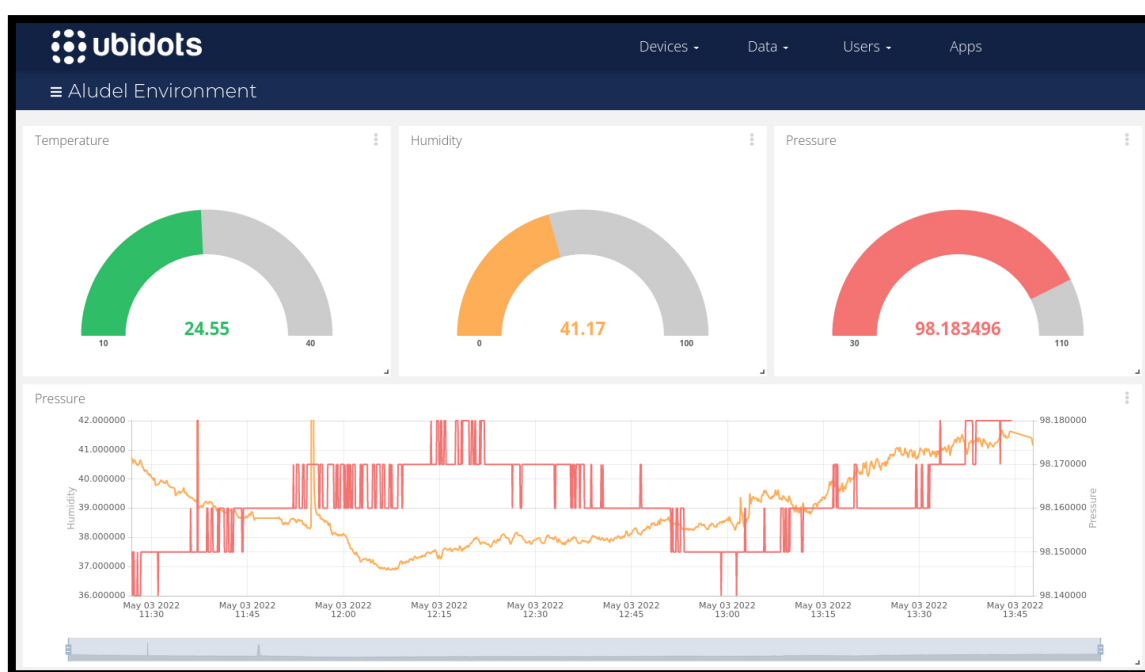 ubidots
Devices Data Users Apps
≡ Aludel Environment
Temperature
24.55
10 40
Humidity
41.17
0 100
Pressure
98.183496
30 110
Pressure
42.000000 98.180000
41.000000
40.000000 98.170000
39.000000 98.160000
38.000000
37.000000 98.150000
36.000000 98.140000
Humidity
Pressure
May 03 2022 May 03 2022 May 03 2022 May 03 2022 May 03 2022 May 03 2022 May 03 2022 May 03 2022 May 03 2022 May 03 2022
11:30 11:45 12:00 12:15 12:30 12:45 13:00 13:15 13:30 13:45